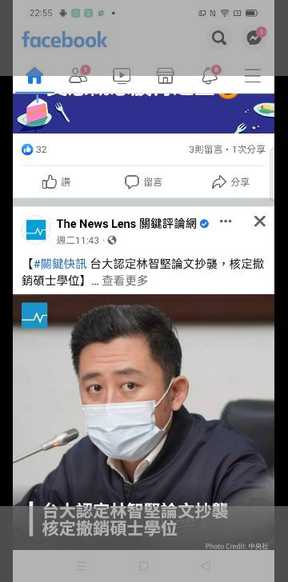 22:55
facebook
32
3則留言・1次分享
讚
留言
分享
The News Lens 關鍵評論網
週二11:43
【#關鍵快訊 台大認定林智堅論文抄襲，核定撤
銷碩士學位】... 查看更多
台大認定林智堅論文抄襲
核定撤銷碩士學位
Photo Credit: 中央社